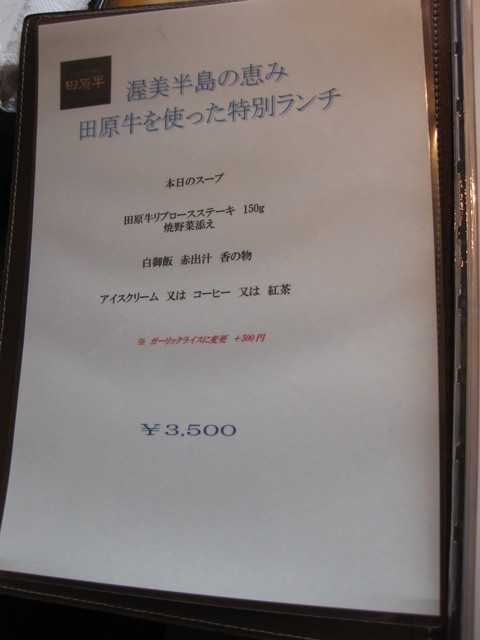 田原牛
渥美半島の恵み
田原牛を使った特別ランチ
本日のスープ
田原牛リブロースステーキ 150g
焼野菜添え
白御飯 赤出汁 香の物
アイスクリーム 又は コーヒー 又は 紅茶
※ ガーリックライスに変更 +500円
￥3,500